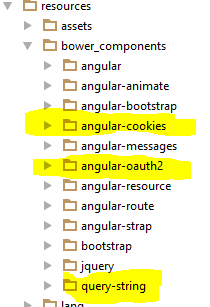 resources
assets
bower_components
angular
angular-animate
angular-bootstrap
angular-cookies
angular-messages
angular-oauth2
angular-resource
angular-route
angular-strap
bootstrap
jquery
query-string
lang